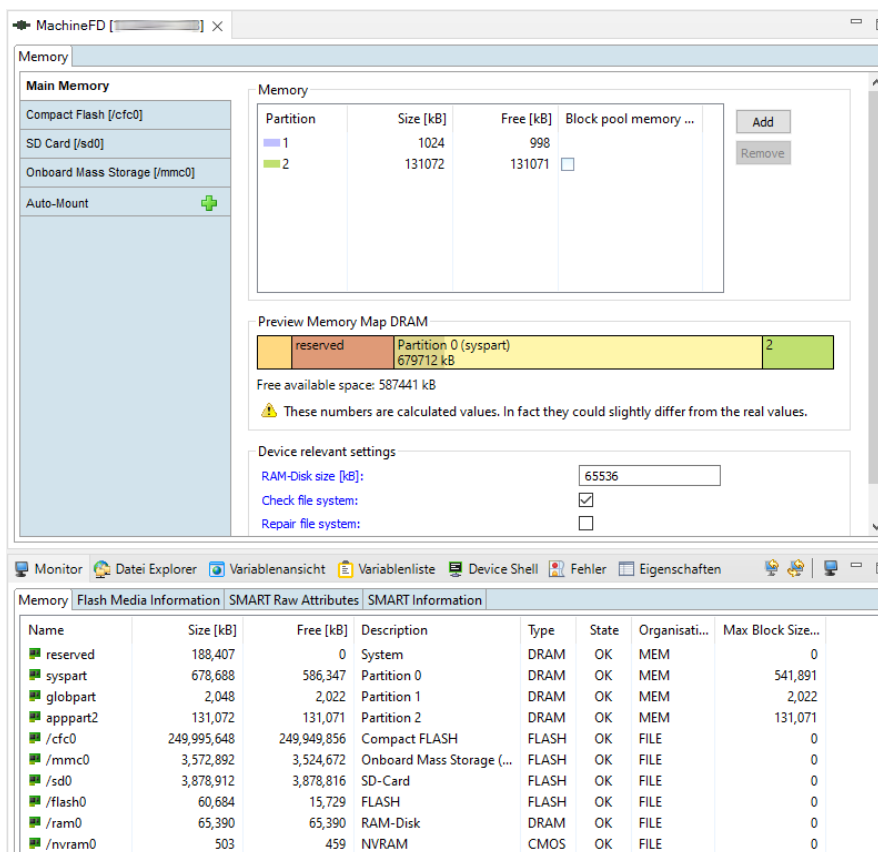 MachineFD [ ]
Memory
Main Memory
Compact Flash [/cfc0]
SD Card [/sd0]
Onboard Mass Storage [/mmc0]
Auto-Mount
Memory
Partition Size [kB] Free [kB] Block pool memory ...
1 1024 998
2 131072 131071
Add
Remove
Preview Memory Map DRAM
reserved Partition 0 (syspart) 2
679712 kB
Free available space: 587441 kB
These numbers are calculated values. In fact they could slightly differ from the real values.
Device relevant settings
RAM-Disk size [kB]: 65536
Check file system:
Repair file system:
Monitor Datei Explorer Variablenansicht Variablenliste Device Shell Fehler Eigenschaften
Memory Flash Media Information SMART Raw Attributes SMART Information
Name Size [kB] Free [kB] Description Type State Organisati... Max Block Size...
reserved 188,407 0 System DRAM OK MEM 0
syspart 678,688 586,347 Partition 0 DRAM OK MEM 541,891
globpart 2,048 2,022 Partition 1 DRAM OK MEM 2,022
apppart2 131,072 131,071 Partition 2 DRAM OK MEM 131,071
/cfc0 249,995,648 249,949,856 Compact FLASH FLASH OK FILE 0
/mmc0 3,572,892 3,524,672 Onboard Mass Storage (... FLASH OK FILE 0
/sd0 3,878,912 3,878,816 SD-Card FLASH OK FILE 0
/flash0 60,684 15,729 FLASH FLASH OK FILE 0
/ram0 65,390 65,390 RAM-Disk DRAM OK FILE 0
/nvram0 503 459 NVRAM CMOS OK FILE 0